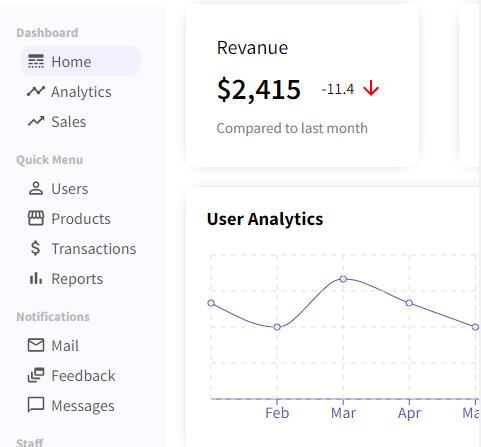 Dashboard
Home
Analytics
Sales
Quick Menu
Users
Products
Transactions
Reports
Notifications
Mail
Feedback
Messages
Staff
Revanue
$2,415 -11.4
Compared to last month
User Analytics
Feb Mar Apr